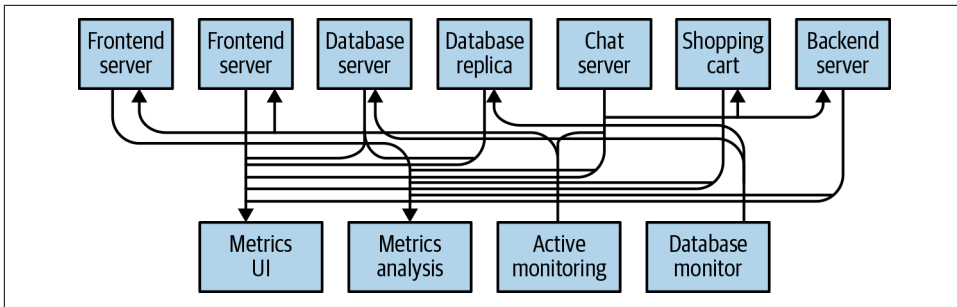 Frontend
server
Frontend
server
Database
server
Database
replica
Chat
server
Shopping
cart
Backend
server
Metrics
UI
Metrics
analysis
Active
monitoring
Database
monitor